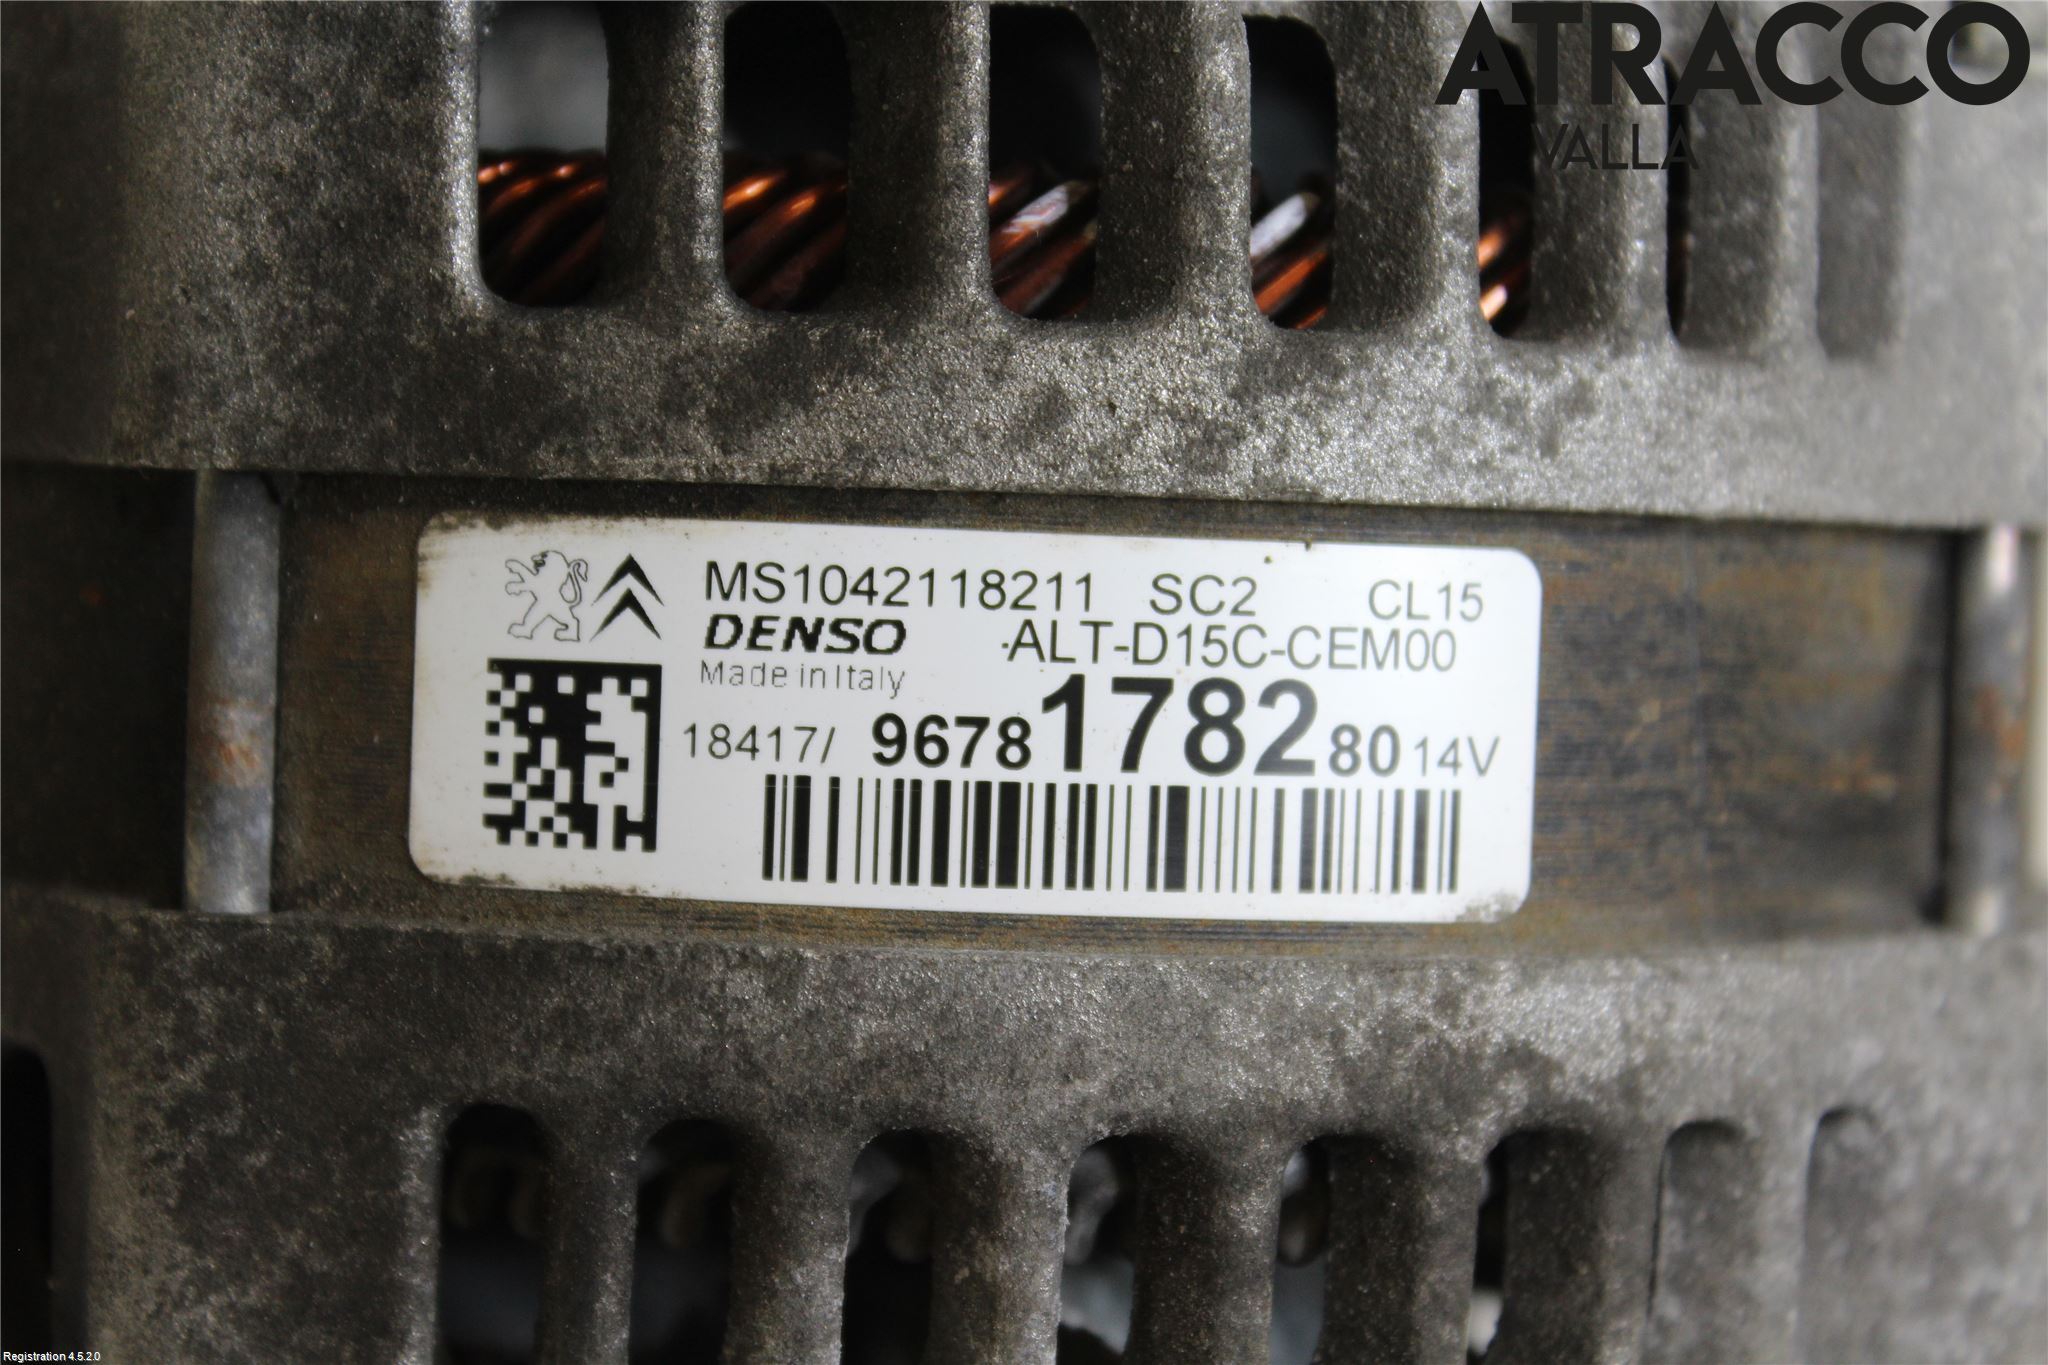 ATRACCO
VALLA
MS1042118211 SC2 CL15
DENSO ·ALT-D15C-CEM00
Made in Italy
18417/ 9678178280 14V
Registration 4.5.2.0